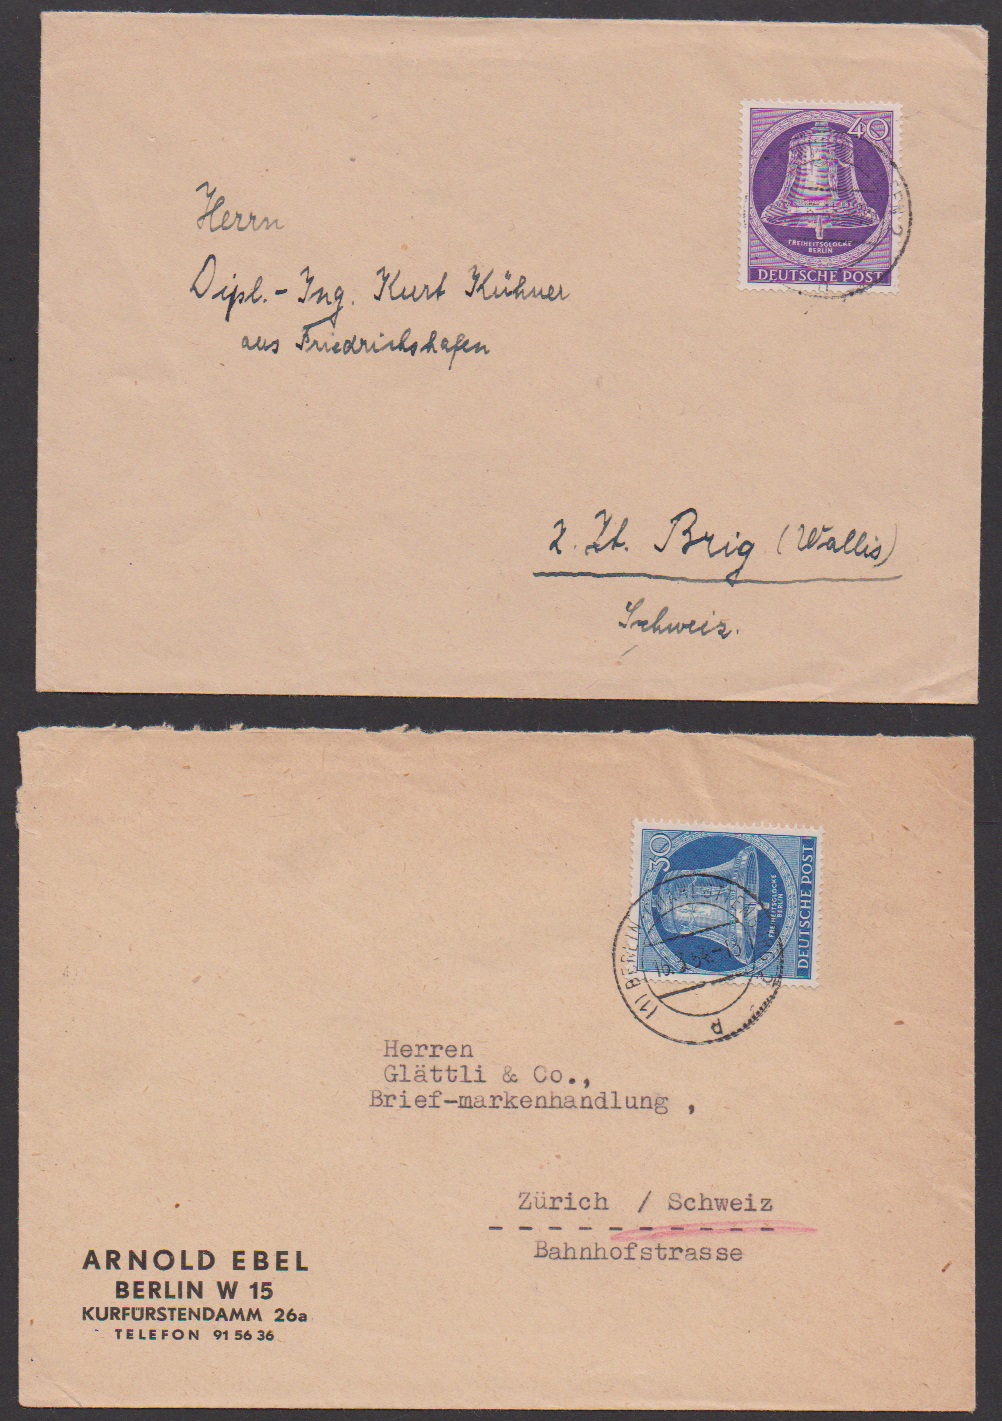 40
FREIHEITSGLOCKE
BERLIN
DEUTSCHE POST
Herrn
Dipl.-Ing. Kurt Kühner
aus Friedrichshafen
z. Zt. Brig (Wallis)
Schweiz.
30
FREIHEITSGLOCKE
BERLIN
DEUTSCHE POST
(1) BERLIN
Herren
Glättli & Co.,
Brief-markenhandlung ,
Zürich / Schweiz
Bahnhofstrasse
ARNOLD EBEL
BERLIN W 15
KURFÜRSTENDAMM 26a
TELEFON 91 56 36